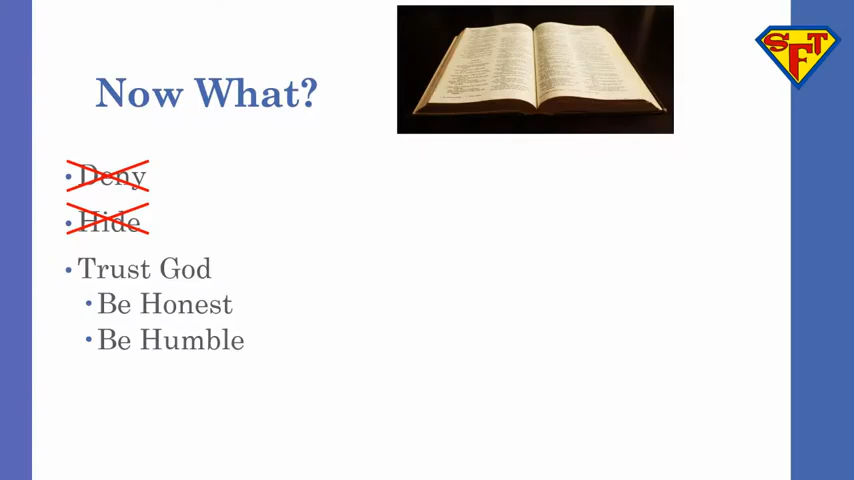 SFT
Now What?
• Deny
• Hide
• Trust God
• Be Honest
• Be Humble